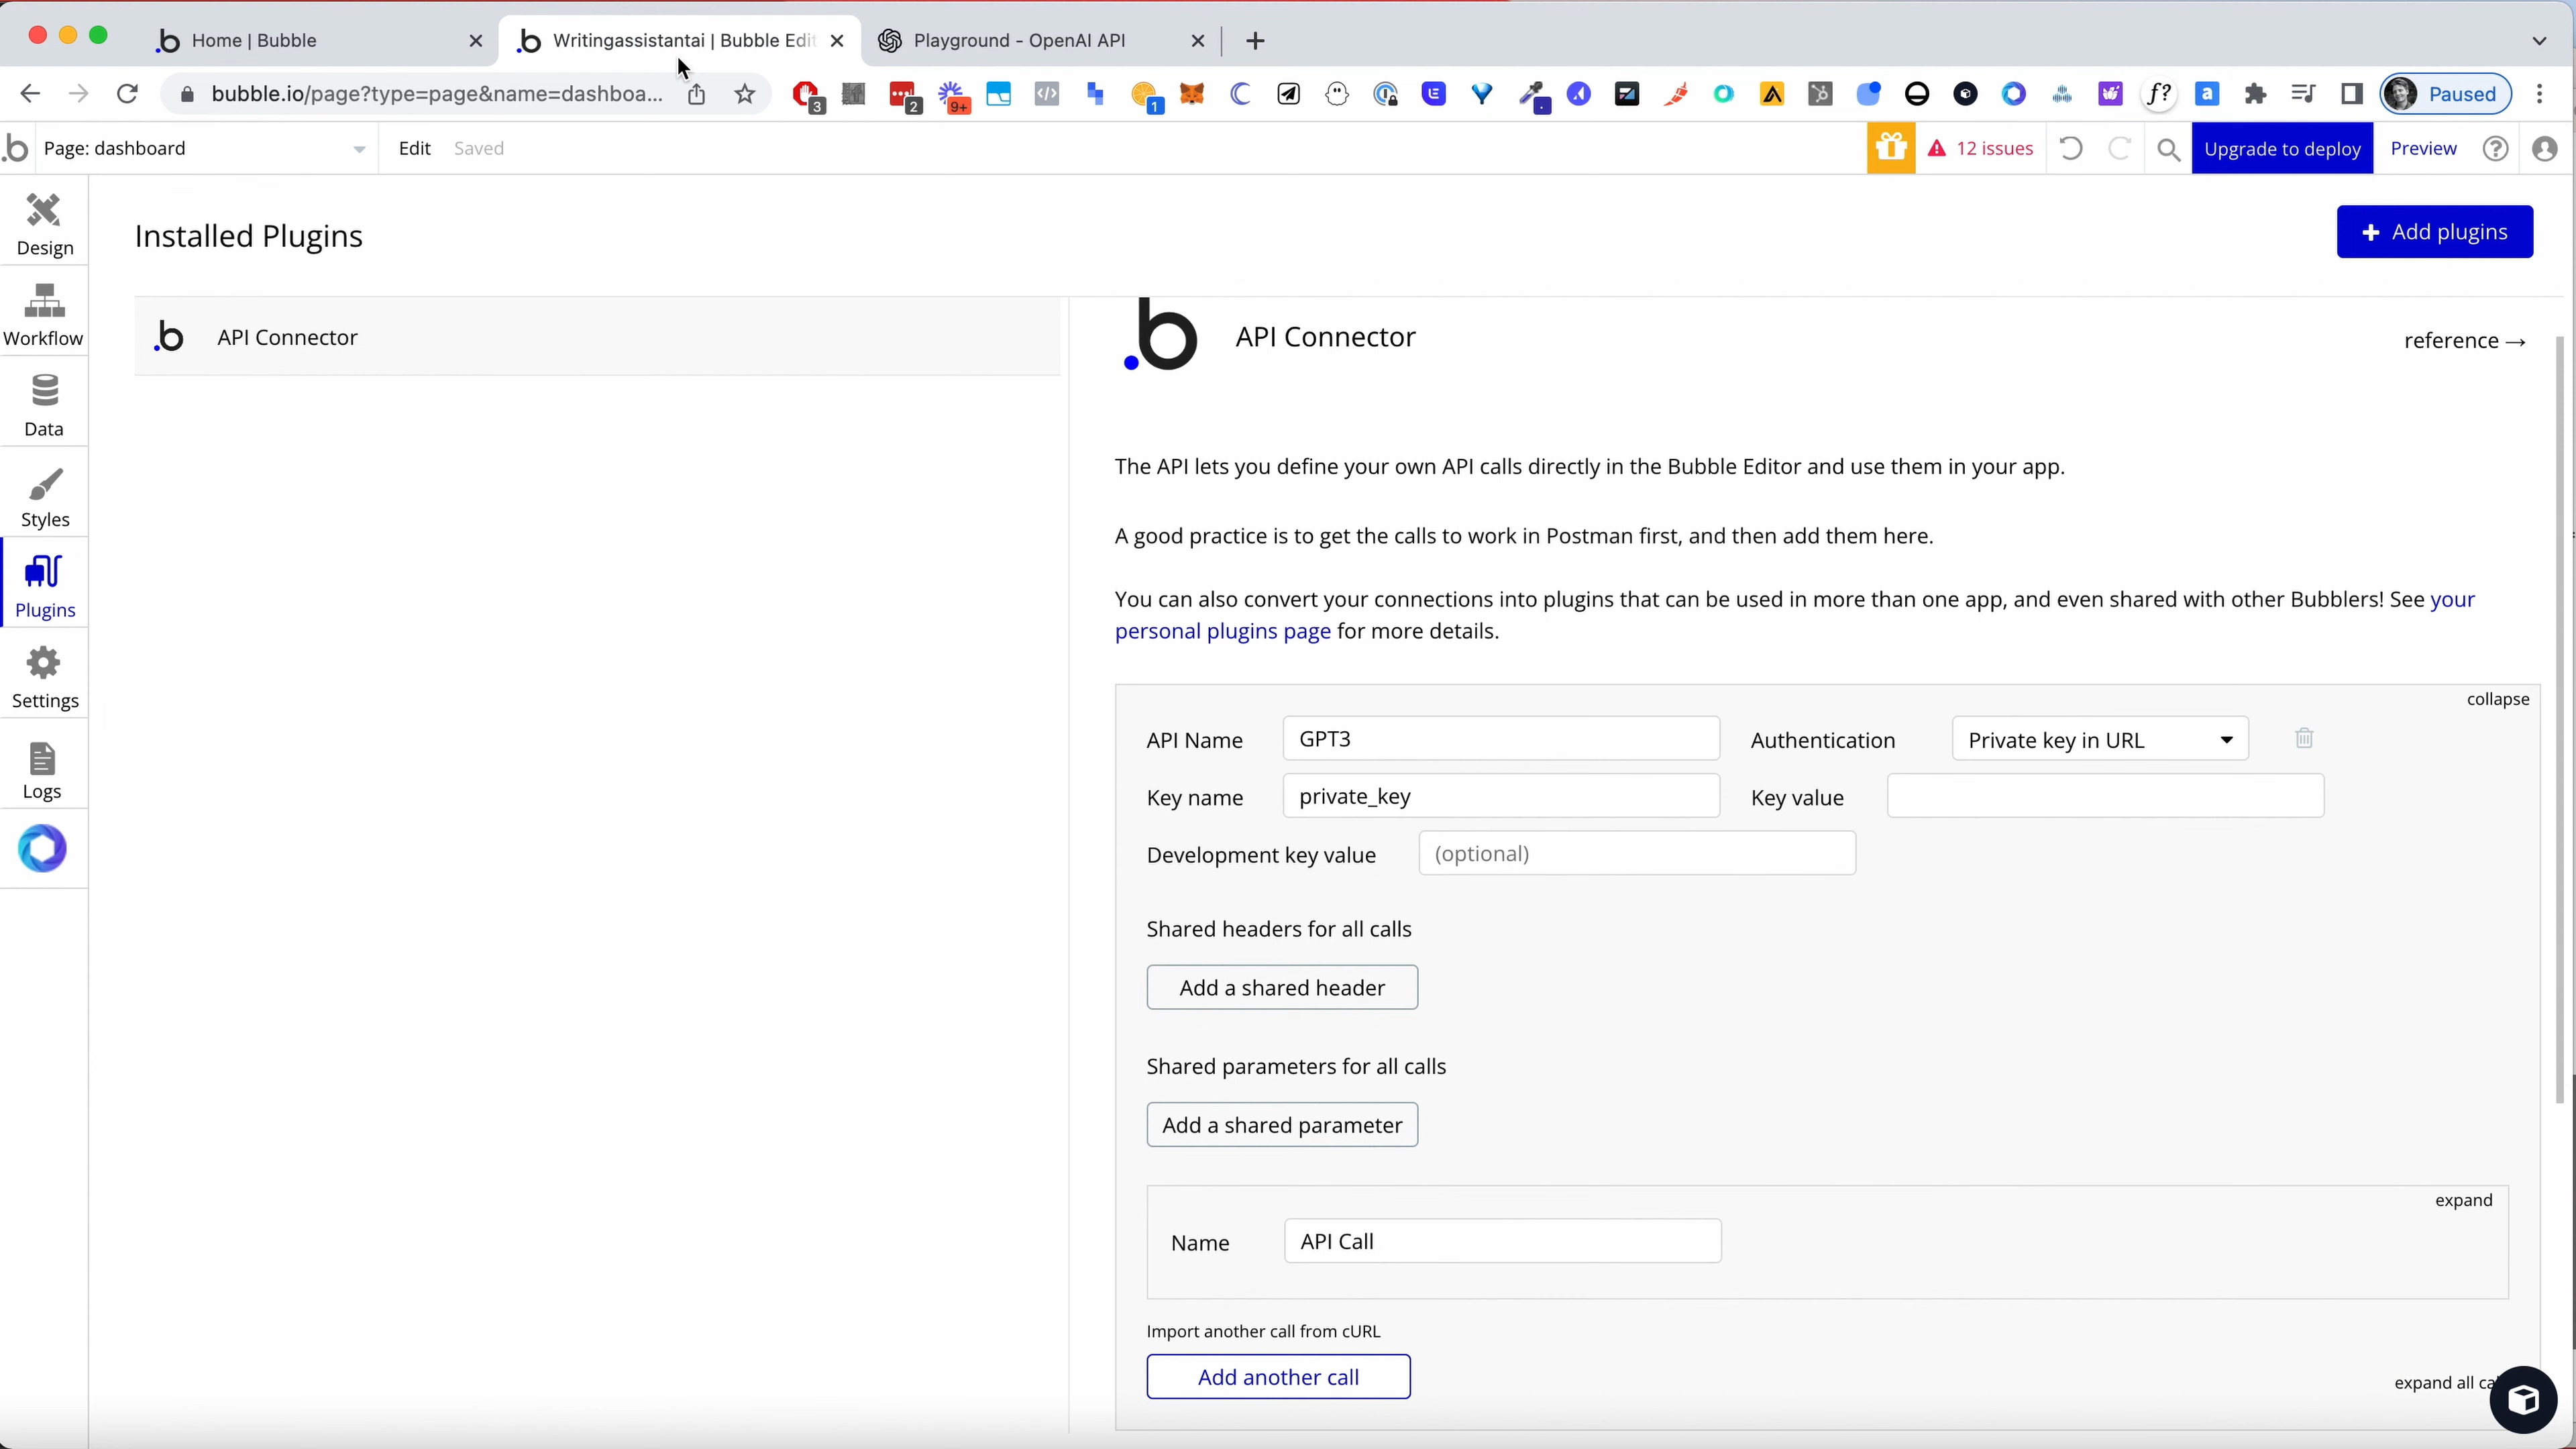 Home | Bubble
Writingassistantai | Bubble Edit
Playground - OpenAI API
bubble.io/page?type=page&name=dashboa...
3
2
9+
1
f?
a
Paused
Page: dashboard
Edit
Saved
12 issues
Upgrade to deploy
Preview
Design
Workflow
Data
Styles
Plugins
Settings
Logs
Installed Plugins
+ Add plugins
API Connector
API Connector
reference →
The API lets you define your own API calls directly in the Bubble Editor and use them in your app.
A good practice is to get the calls to work in Postman first, and then add them here.
You can also convert your connections into plugins that can be used in more than one app, and even shared with other Bubblers! See your
personal plugins page for more details.
collapse
API Name
GPT3
Authentication
Private key in URL
Key name
private_key
Key value
Development key value
(optional)
Shared headers for all calls
Add a shared header
Shared parameters for all calls
Add a shared parameter
expand
Name
API Call
Import another call from cURL
Add another call
expand all